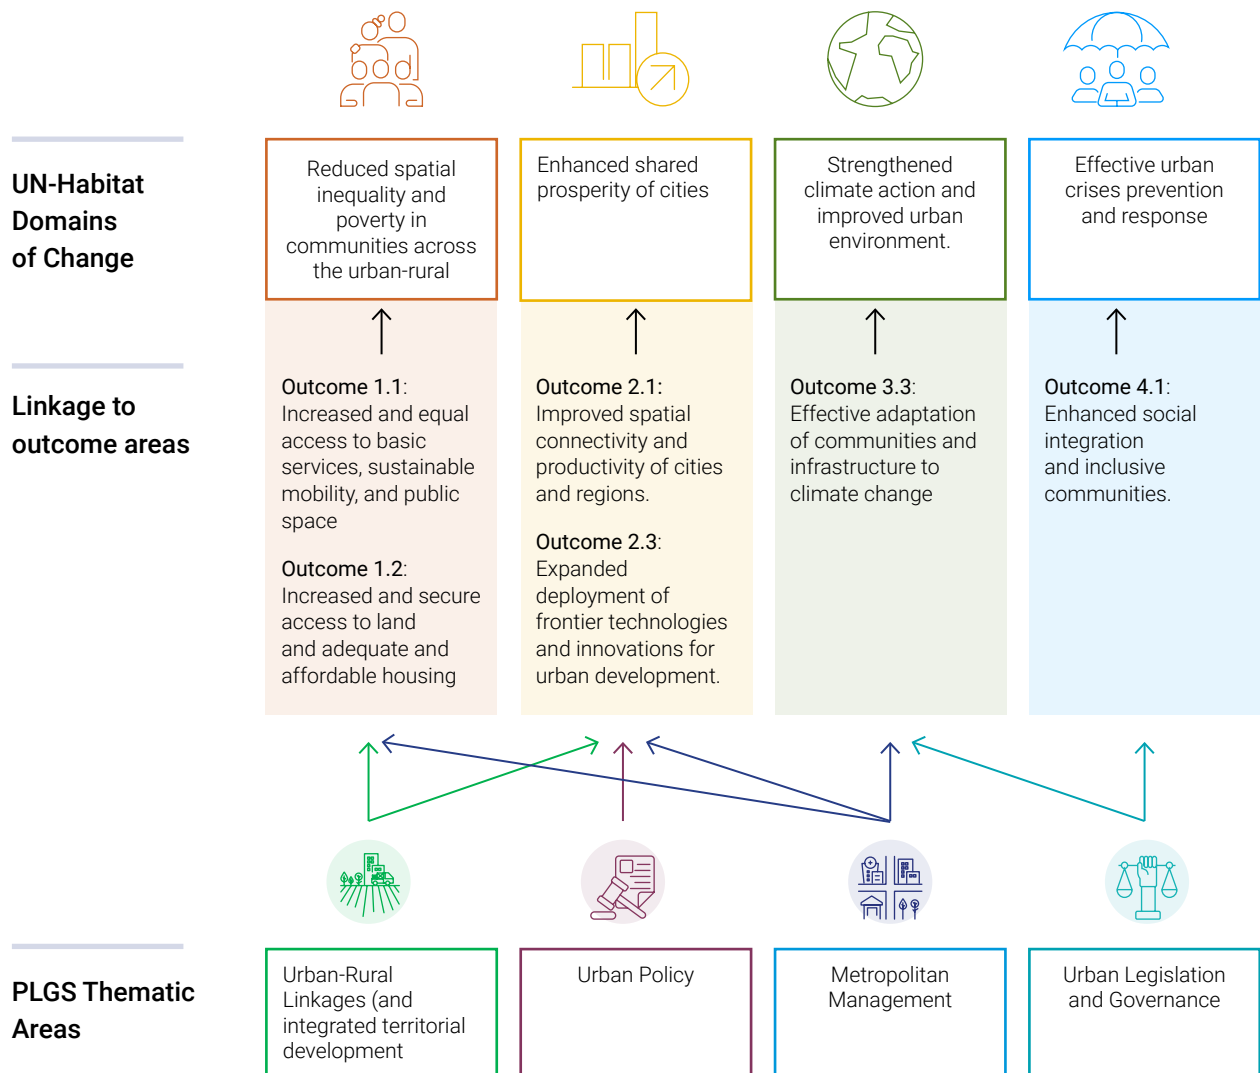 UN-Habitat
Domains
of Change
Reduced spatial
inequality and
poverty in
communities across
the urban-rural
Enhanced shared
prosperity of cities
Strengthened
climate action and
improved urban
environment.
Effective urban
crises prevention
and response
Linkage to
outcome areas
Outcome 1.1:
Increased and equal
access to basic
services, sustainable
mobility, and public
space
Outcome 1.2:
Increased and secure
access to land
and adequate and
affordable housing
Outcome 2.1:
Improved spatial
connectivity and
productivity of cities
and regions.
Outcome 2.3:
Expanded
deployment of
frontier technologies
and innovations for
urban development.
Outcome 3.3:
Effective adaptation
of communities and
infrastructure to
climate change
Outcome 4.1:
Enhanced social
integration
and inclusive
communities.
PLGS Thematic
Areas
Urban-Rural
Linkages (and
integrated territorial
development
Urban Policy
Metropolitan
Management
Urban Legislation
and Governance